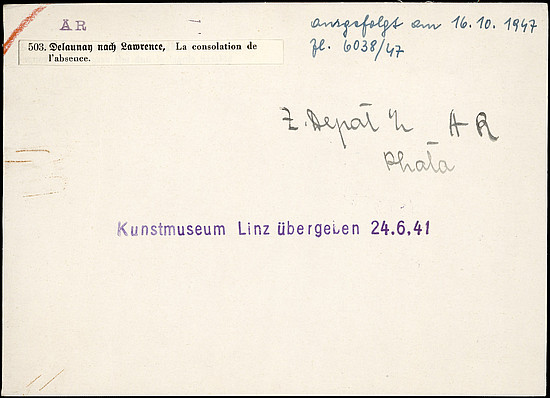 AR
ausgefolgt am 16.10.1947
Zl. 6038/47
503. Delaunay nach Lawrence, La consolation de
l'absence.
Z. Depot AR
Kunstmuseum Linz übergeben 24.6.41